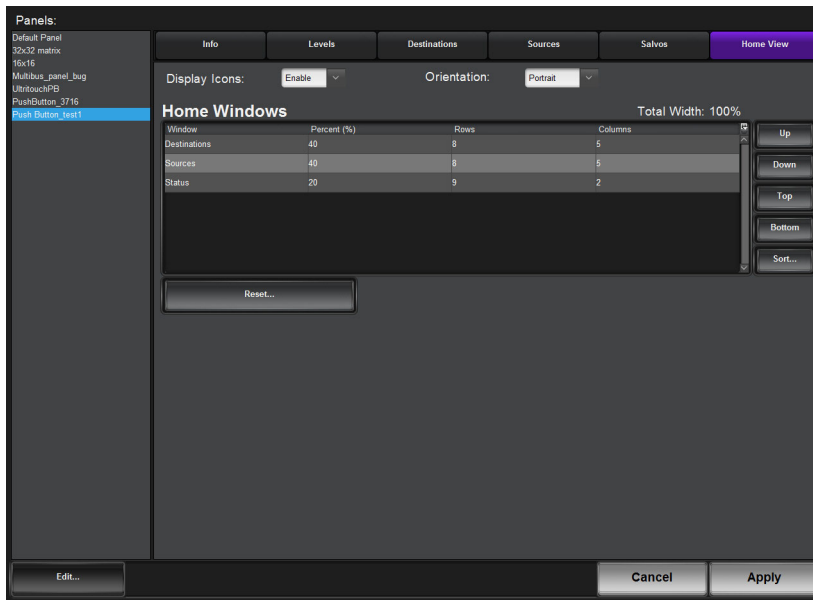 Panels:
Default Panel
32x32 matrix
16x16
Multibus_panel_bug
UltritouchPB
PushButton_3716
Push Button_test1
Info Levels Destinations Sources Salvos Home View
Display Icons: Enable Orientation: Portrait
Home Windows Total Width: 100%
Window Percent (%) Rows Columns
Destinations 40 8 5
Sources 40 8 5
Status 20 9 2
Up
Down
Top
Bottom
Sort...
Reset...
Edit... Cancel Apply